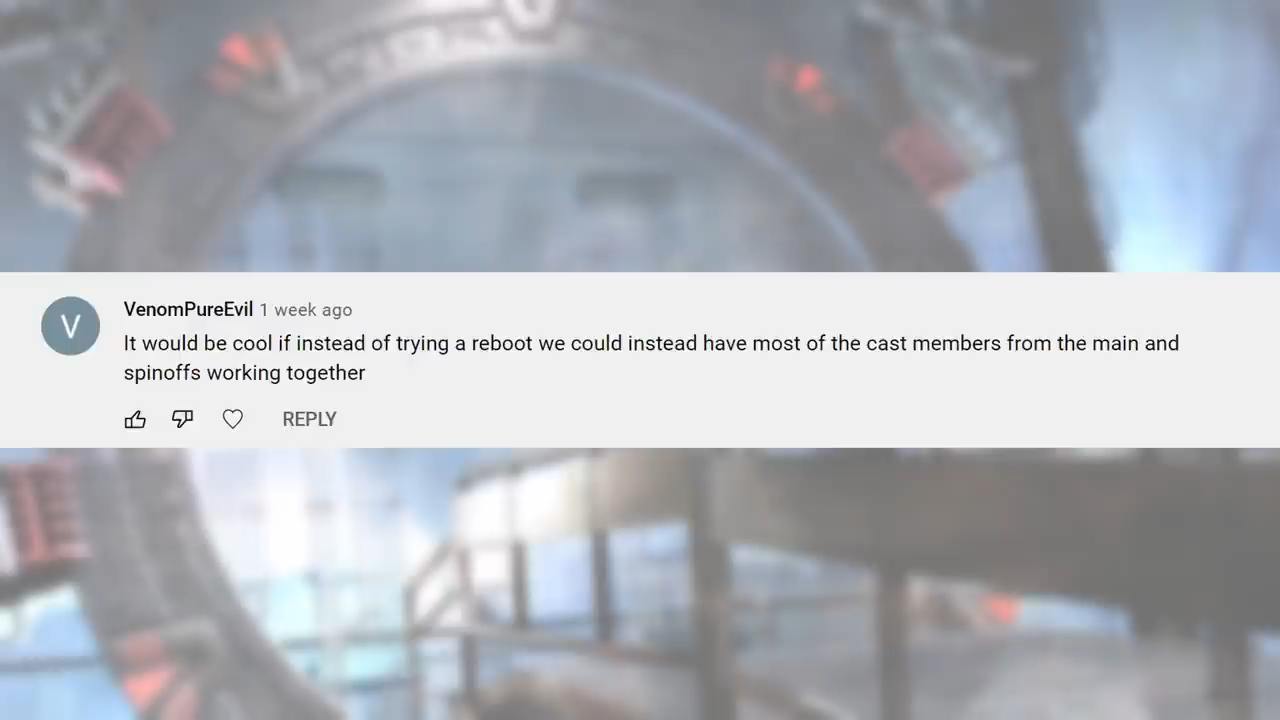 V
VenomPureEvil 1 week ago
It would be cool if instead of trying a reboot we could instead have most of the cast members from the main and
spinoffs working together
REPLY